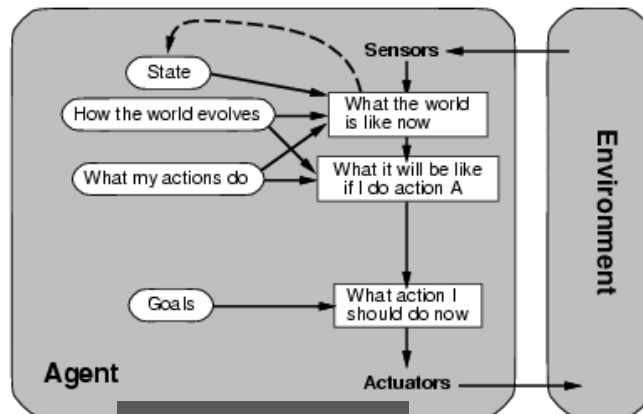 Sensors
State
What the world
is like now
How the world evolves
What it will be like
if I do action A
What my actions do
Goals
What action I
should do now
Agent
Actuators
Environment